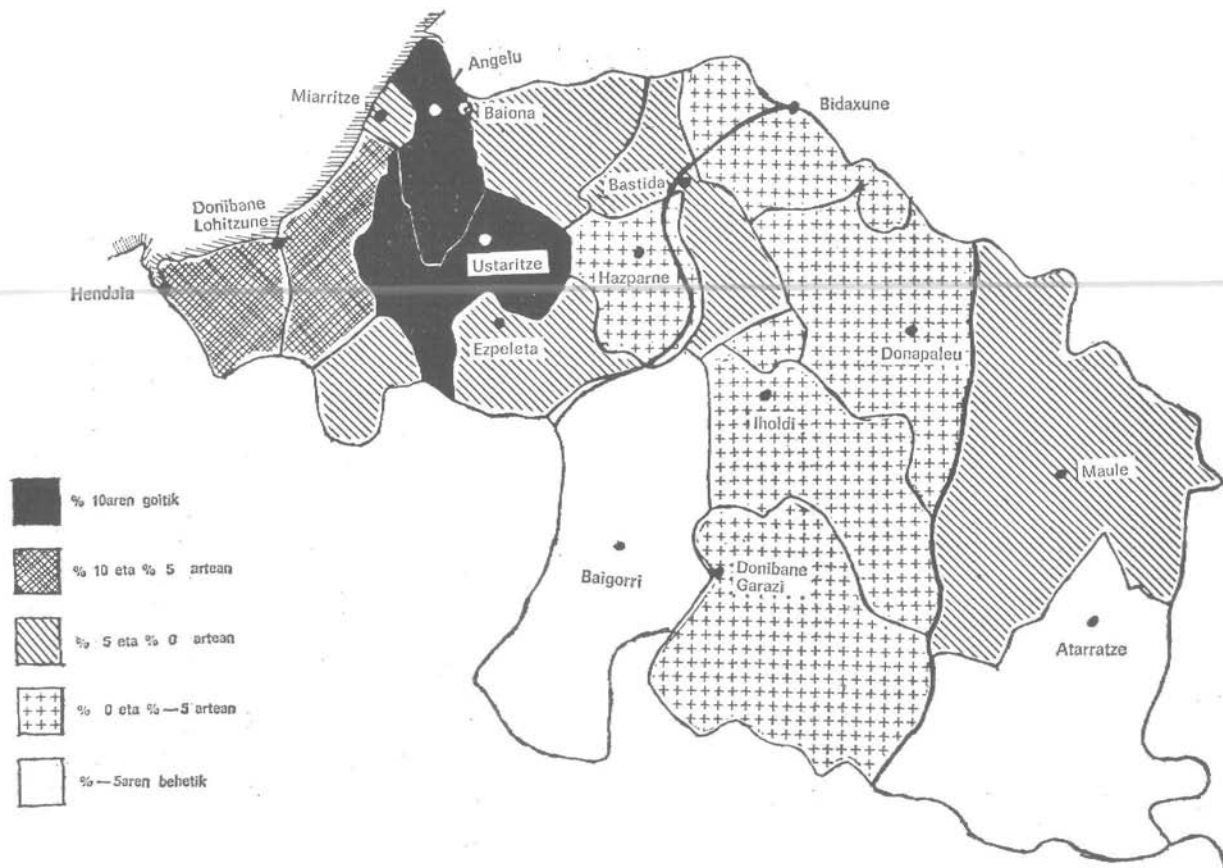 Angelu
Miarritze
Baiona
Bidaxune
Bastida
Donibane
Lohitzune
Ustaritze
Hazparne
Hendaia
Ezpeleta
Donapaleu
Iholdi
Maule
Baigorri
Donibane
Garazi
Atarratze
% 10aren goitik
% 10 eta % 5 artean
% 5 eta % 0 artean
% 0 eta %—5 artean
%—5aren behetik